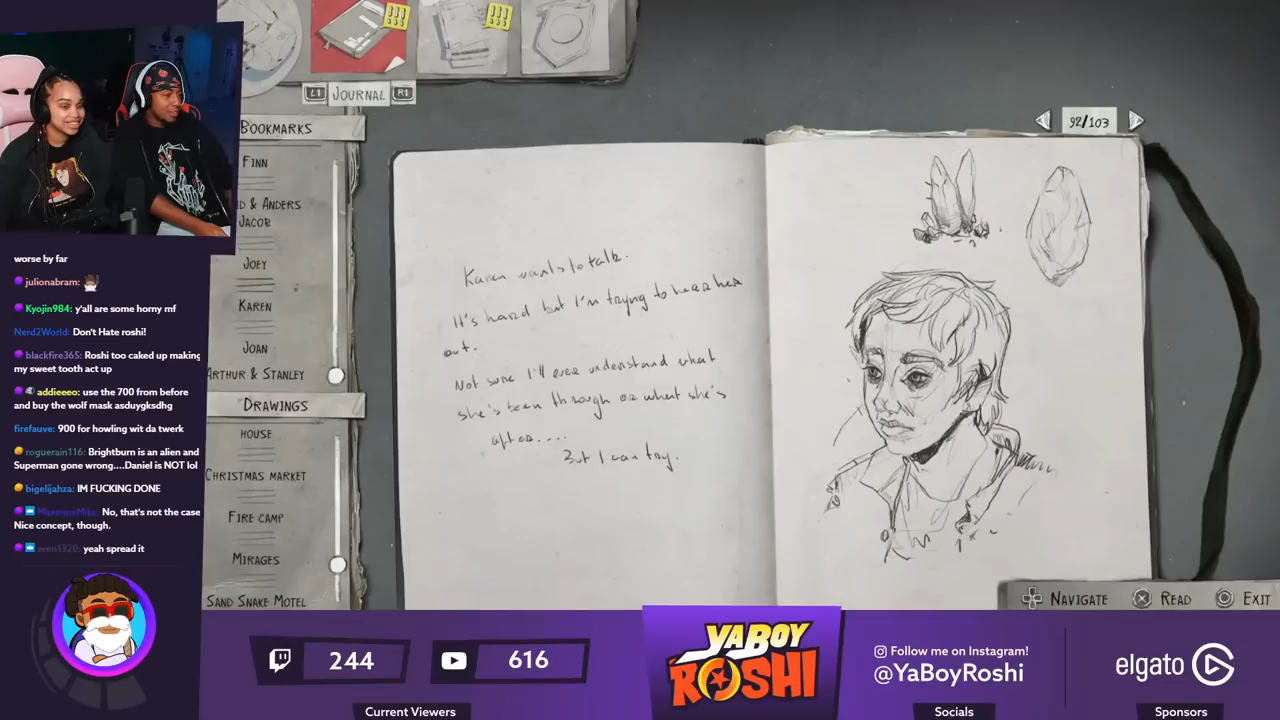 L1 JOURNAL R1
BOOKMARKS
FINN
D & ANDERS
JACOB
JOEY
KAREN
JOAN
ARTHUR & STANLEY
DRAWINGS
HOUSE
CHRISTMAS MARKET
FIRE CAMP
MIRAGES
SAND SNAKE MOTEL
92/103
Karen wants to talk.
It's hard but I'm trying to hear her
out.
Not sure I'll ever understand what
she's been through or what she's
after....
But I can try.
NAVIGATE
READ
EXIT
worse by far
julionabram:
Kyojin984: y'all are some horny mf
Nerd2World: Don't Hate roshi!
blackfire365: Roshi too caked up making
my sweet tooth act up
addieeeo: use the 700 from before
and buy the wolf mask asduygksdhg
firefauve: 900 for howling wit da twerk
roguerain116: Brightburn is an alien and
Superman gone wrong....Daniel is NOT lol
bigelijahza: IM FUCKING DONE
No, that's not the case
Nice concept, though.
yeah spread it
244
616
Current Viewers
YABOY
ROSHI
Follow me on Instagram!
@YaBoyRoshi
Socials
elgato
Sponsors